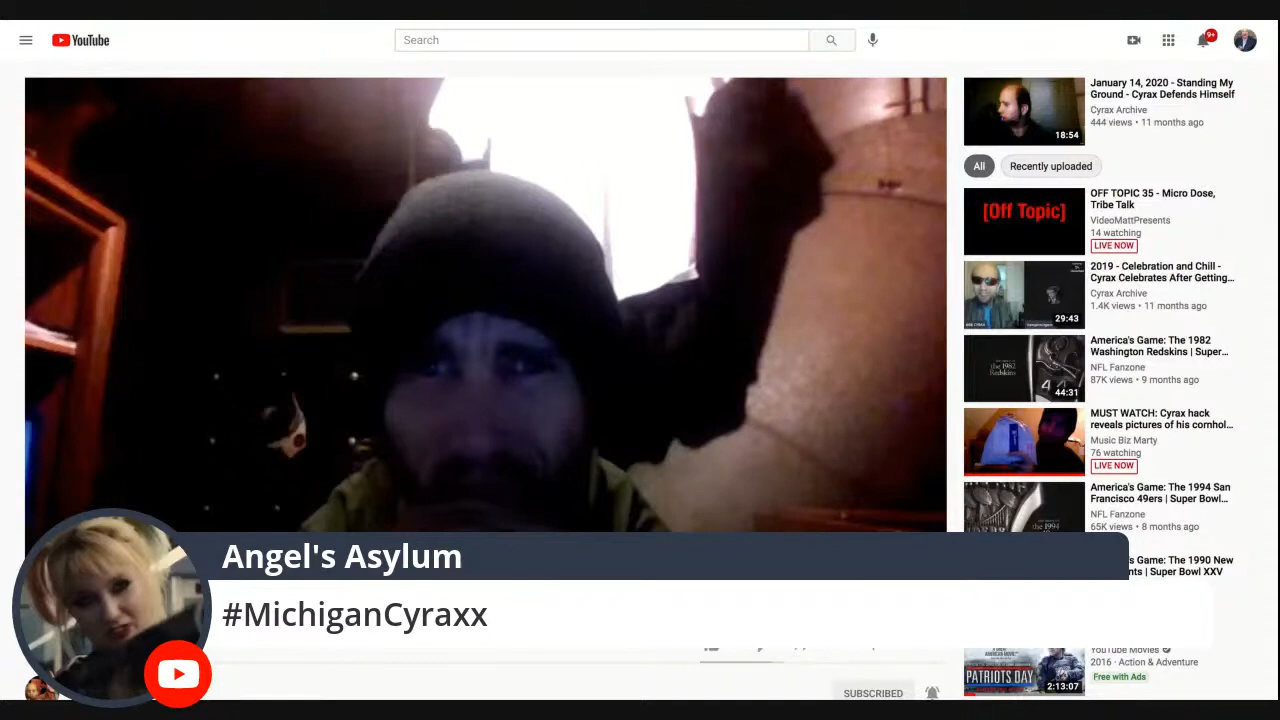 YouTube
Search
9+
January 14, 2020 - Standing My
Ground - Cyrax Defends Himself
Cyrax Archive
444 views • 11 months ago
18:54
All
Recently uploaded
[Off Topic]
OFF TOPIC 35 - Micro Dose,
Tribe Talk
VideoMattPresents
14 watching
LIVE NOW
2019 - Celebration and Chill -
Cyrax Celebrates After Getting...
Cyrax Archive
1.4K views • 11 months ago
29:43
America's Game: The 1982
Washington Redskins | Super...
NFL Fanzone
87K views • 9 months ago
the 1982
Redskins
44:31
MUST WATCH: Cyrax hack
reveals pictures of his cornhol...
Music Biz Marty
76 watching
LIVE NOW
America's Game: The 1994 San
Francisco 49ers | Super Bowl...
NFL Fanzone
65K views • 8 months ago
the 1994
s Game: The 1990 New
nts | Super Bowl XXV
Angel's Asylum
#MichiganCyraxx
YouTube Movies
2016 • Action & Adventure
Free with Ads
PATRIOTS DAY
2:13:07
SUBSCRIBED